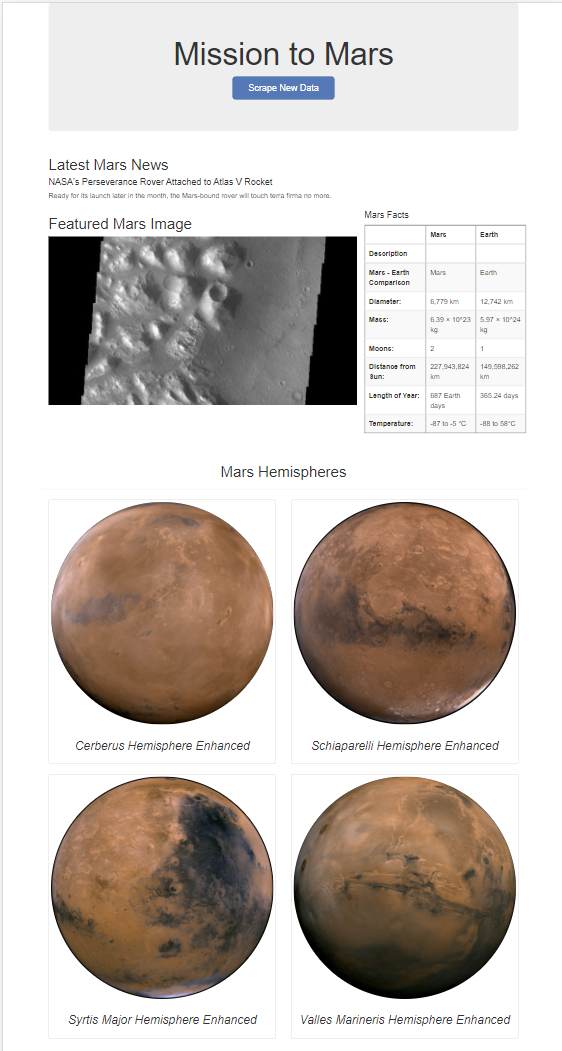 Mission to Mars
Scrape New Data
Latest Mars News
NASA's Perseverance Rover Attached to Atlas V Rocket
Ready for its launch later in the month, the Mars-bound rover will touch terra firma no more.
Featured Mars Image
Mars Facts
Mars Earth
Description
Mars - Earth Comparison Mars Earth
Diameter: 6,779 km 12,742 km
Mass: 6.39 × 10^23 kg 5.97 × 10^24 kg
Moons: 2 1
Distance from Sun: 227,943,824 km 149,598,262 km
Length of Year: 687 Earth days 365.24 days
Temperature: -87 to -5 °C -88 to 58°C
Mars Hemispheres
Cerberus Hemisphere Enhanced
Schiaparelli Hemisphere Enhanced
Syrtis Major Hemisphere Enhanced
Valles Marineris Hemisphere Enhanced